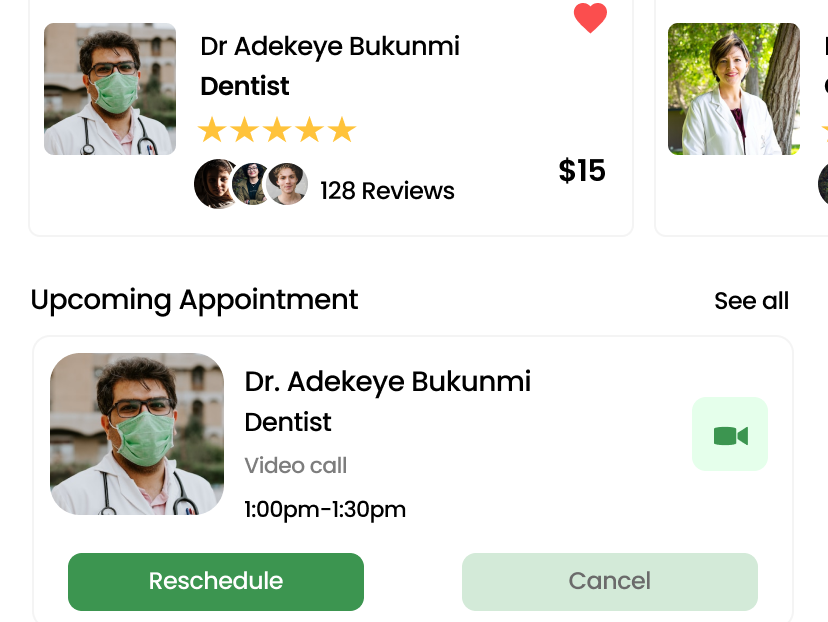 Dr Adekeye Bukunmi
Dentist
128 Reviews
$15
Upcoming Appointment
See all
Dr. Adekeye Bukunmi
Dentist
Video call
1:00pm-1:30pm
Reschedule
Cancel